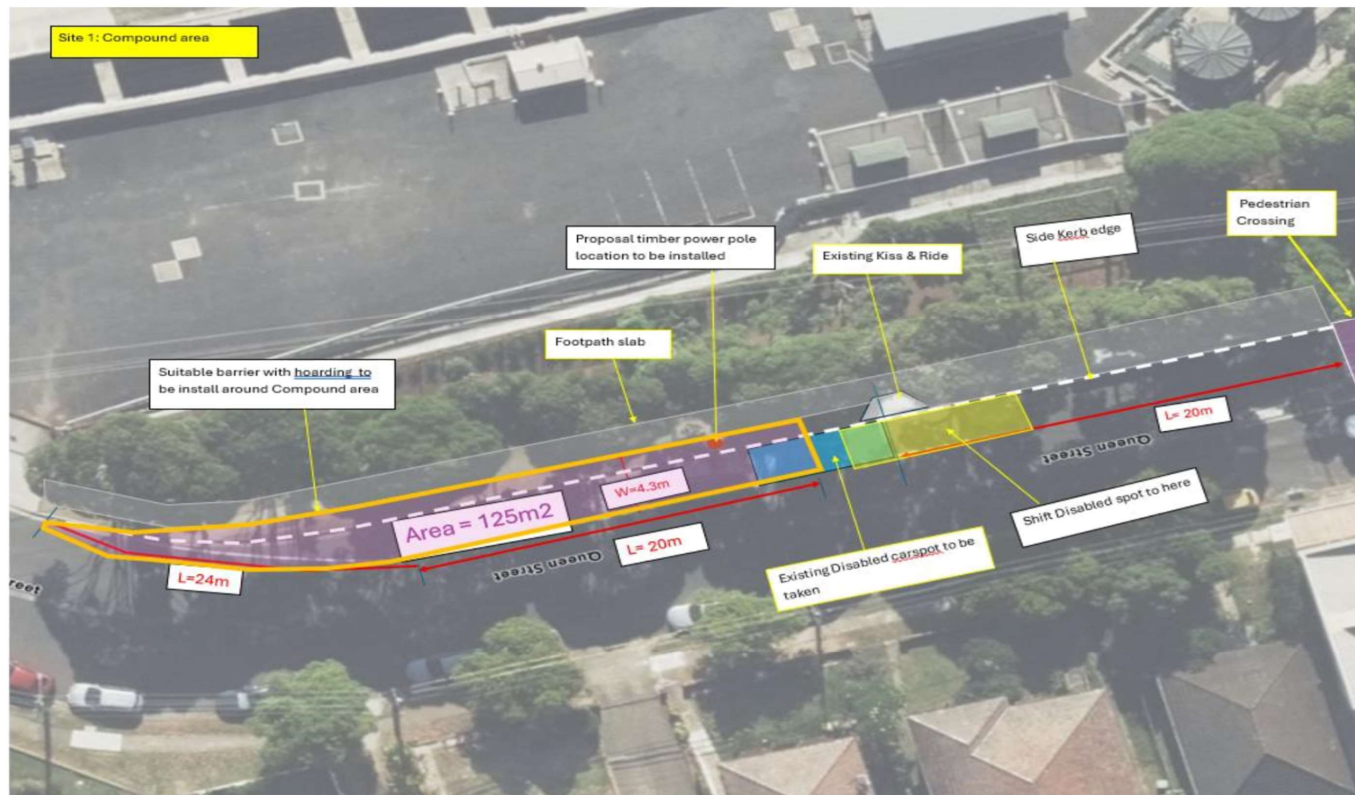 Site 1: Compound area
Pedestrian
Crossing
Proposal timber power pole
location to be installed
Existing Kiss & Ride
Side Kerb edge
Footpath slab
Suitable barrier with hoarding to
be install around Compound area
L= 20m
Queen Street
W=4.3m
Shift Disabled spot to here
Area = 125m2
L= 20m
Queen Street
Existing Disabled carspot to be
taken
L=24m
reet